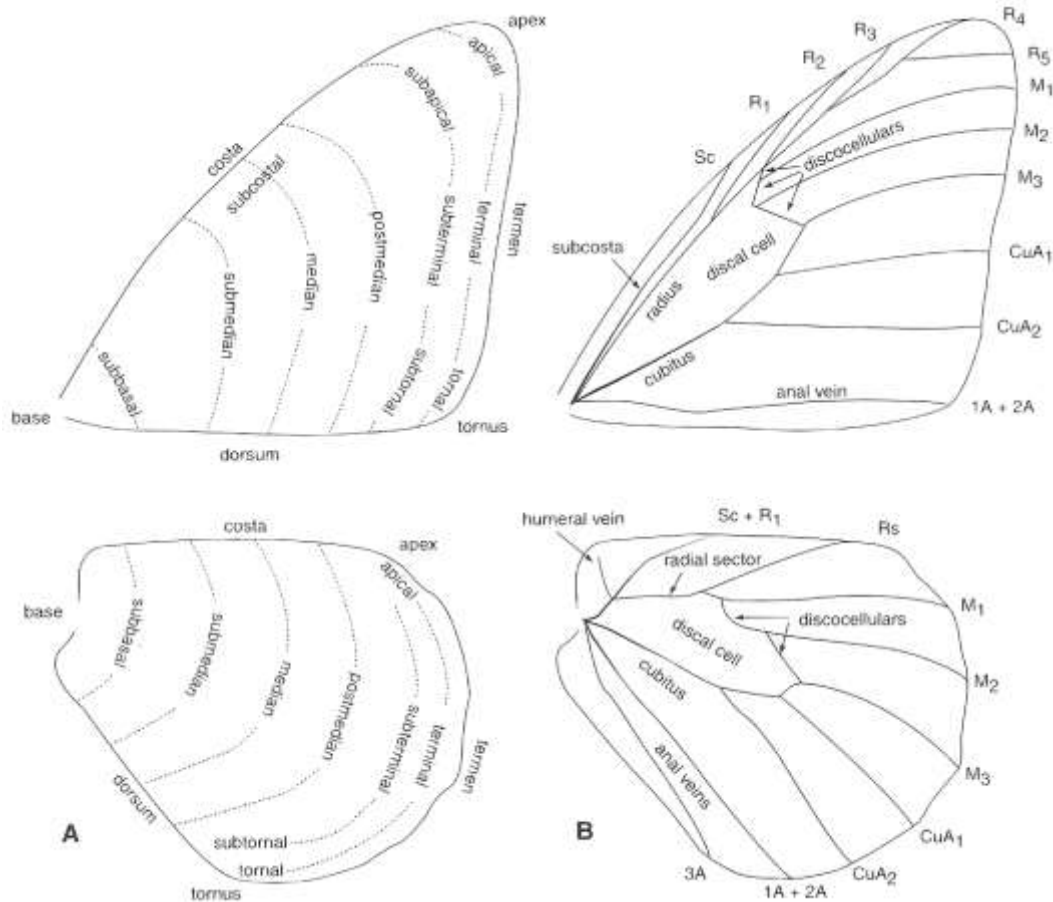 apex
apical
subapical
costa
subcostal
postmedian
subterminal
terminal
termen
median
submedian
subbasal
subtornal
tornal
base
tornus
dorsum
R4
R3
R5
R2
M1
R1
M2
Sc
discocellulars
M3
subcosta
discal cell
radius
CuA1
CuA2
cubitus
anal vein
1A + 2A
costa
apex
apical
base
subbasal
submedian
median
postmedian
subterminal
terminal
termen
dorsum
A
subtornal
tornal
tornus
humeral vein
Sc + R1
Rs
radial sector
M1
discocellulars
discal cell
cubitus
M2
anal veins
M3
B
CuA1
3A
CuA2
1A + 2A